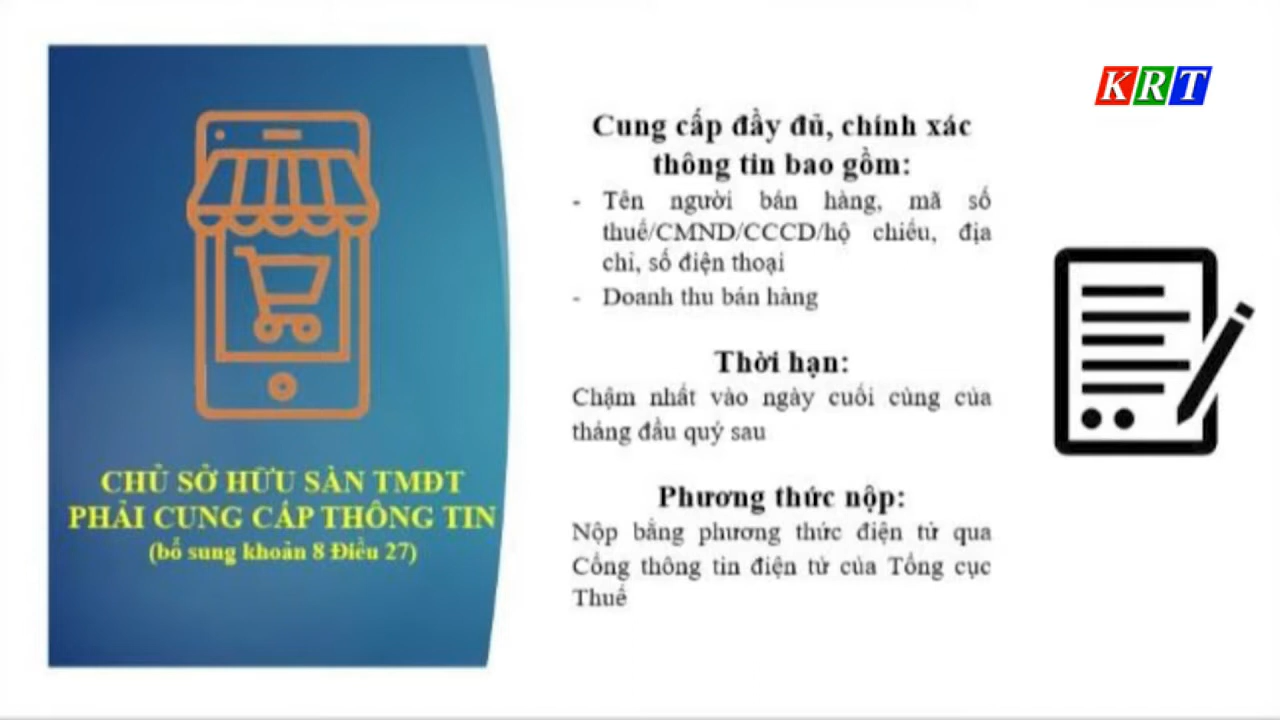 KRT
CHỦ SỞ HỮU SÀN TMĐT
PHẢI CUNG CẤP THÔNG TIN
(bổ sung khoản 8 Điều 27)
Cung cấp đầy đủ, chính xác
thông tin bao gồm:
- Tên người bán hàng, mã số
thuế/CMND/CCCD/hộ chiếu, địa
chỉ, số điện thoại
- Doanh thu bán hàng
Thời hạn:
Chậm nhất vào ngày cuối cùng của
tháng đầu quý sau
Phương thức nộp:
Nộp bằng phương thức điện tử qua
Cổng thông tin điện tử của Tổng cục
Thuế